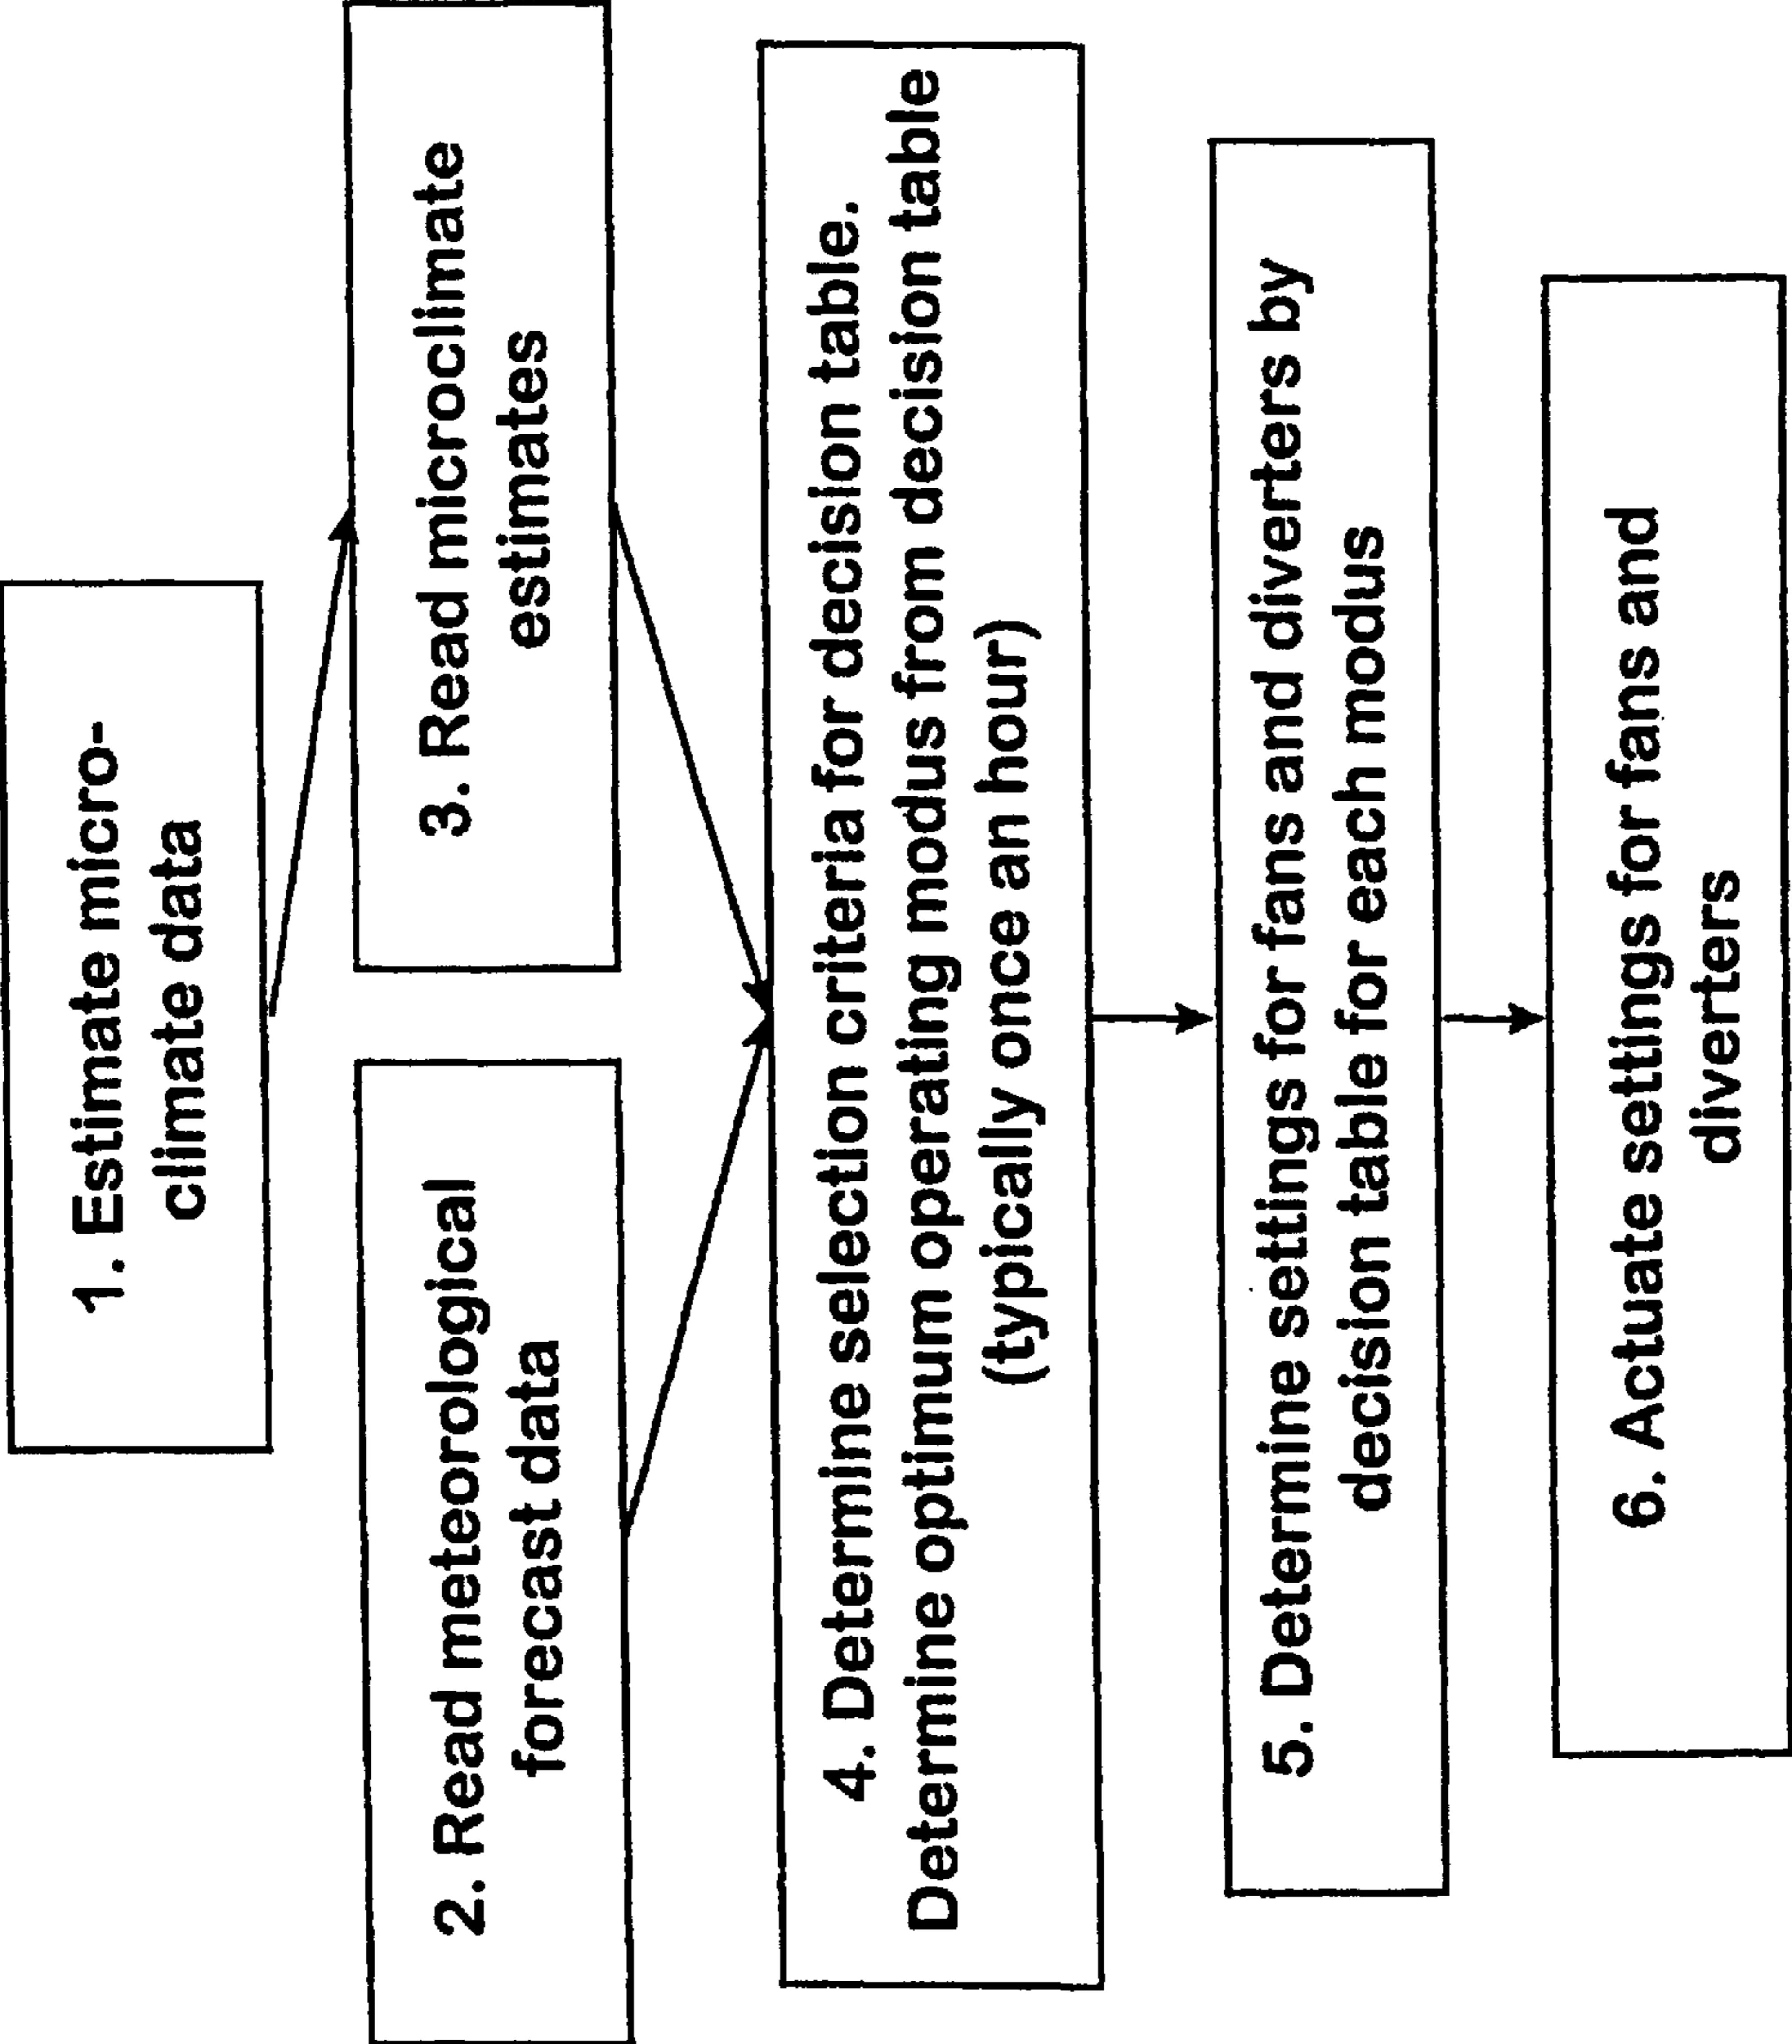 1. Estimate micro-
climate data
2. Read meteorological
forecast data
3. Read microclimate
estimates
4. Determine selection criteria for decision table.
Determine optimum operating modus from decision table
(typically once an hour)
5. Determine settings for fans and diverters by
decision table for each modus
6. Actuate settings for fans and
diverters